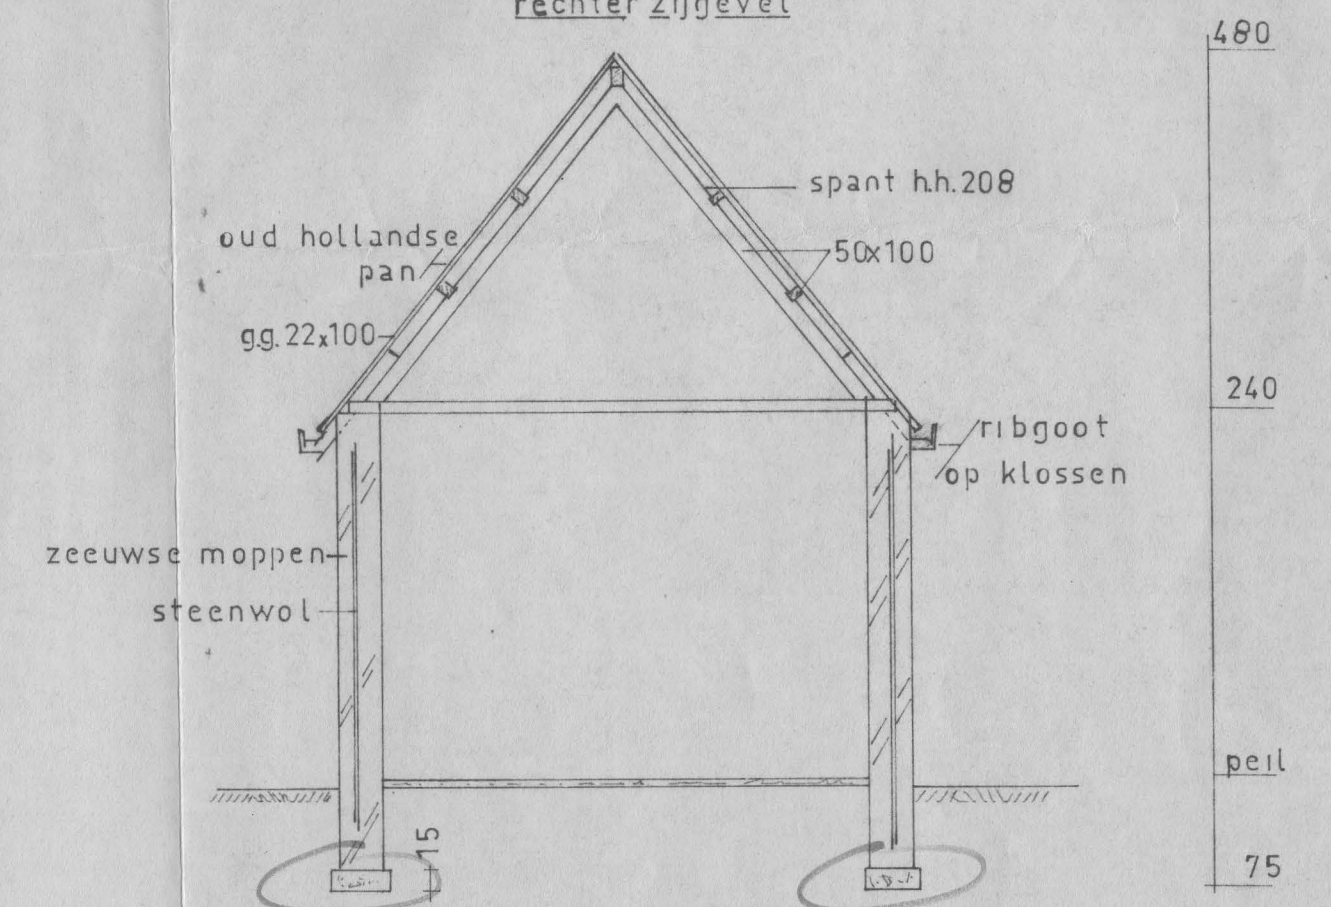 rechter zijgevel
480
spant h.h. 208
oud hollandse
pan
50x100
g.g. 22x100
240
ribgoot
op klossen
zeeuwse moppen
steenwol
peil
15
75